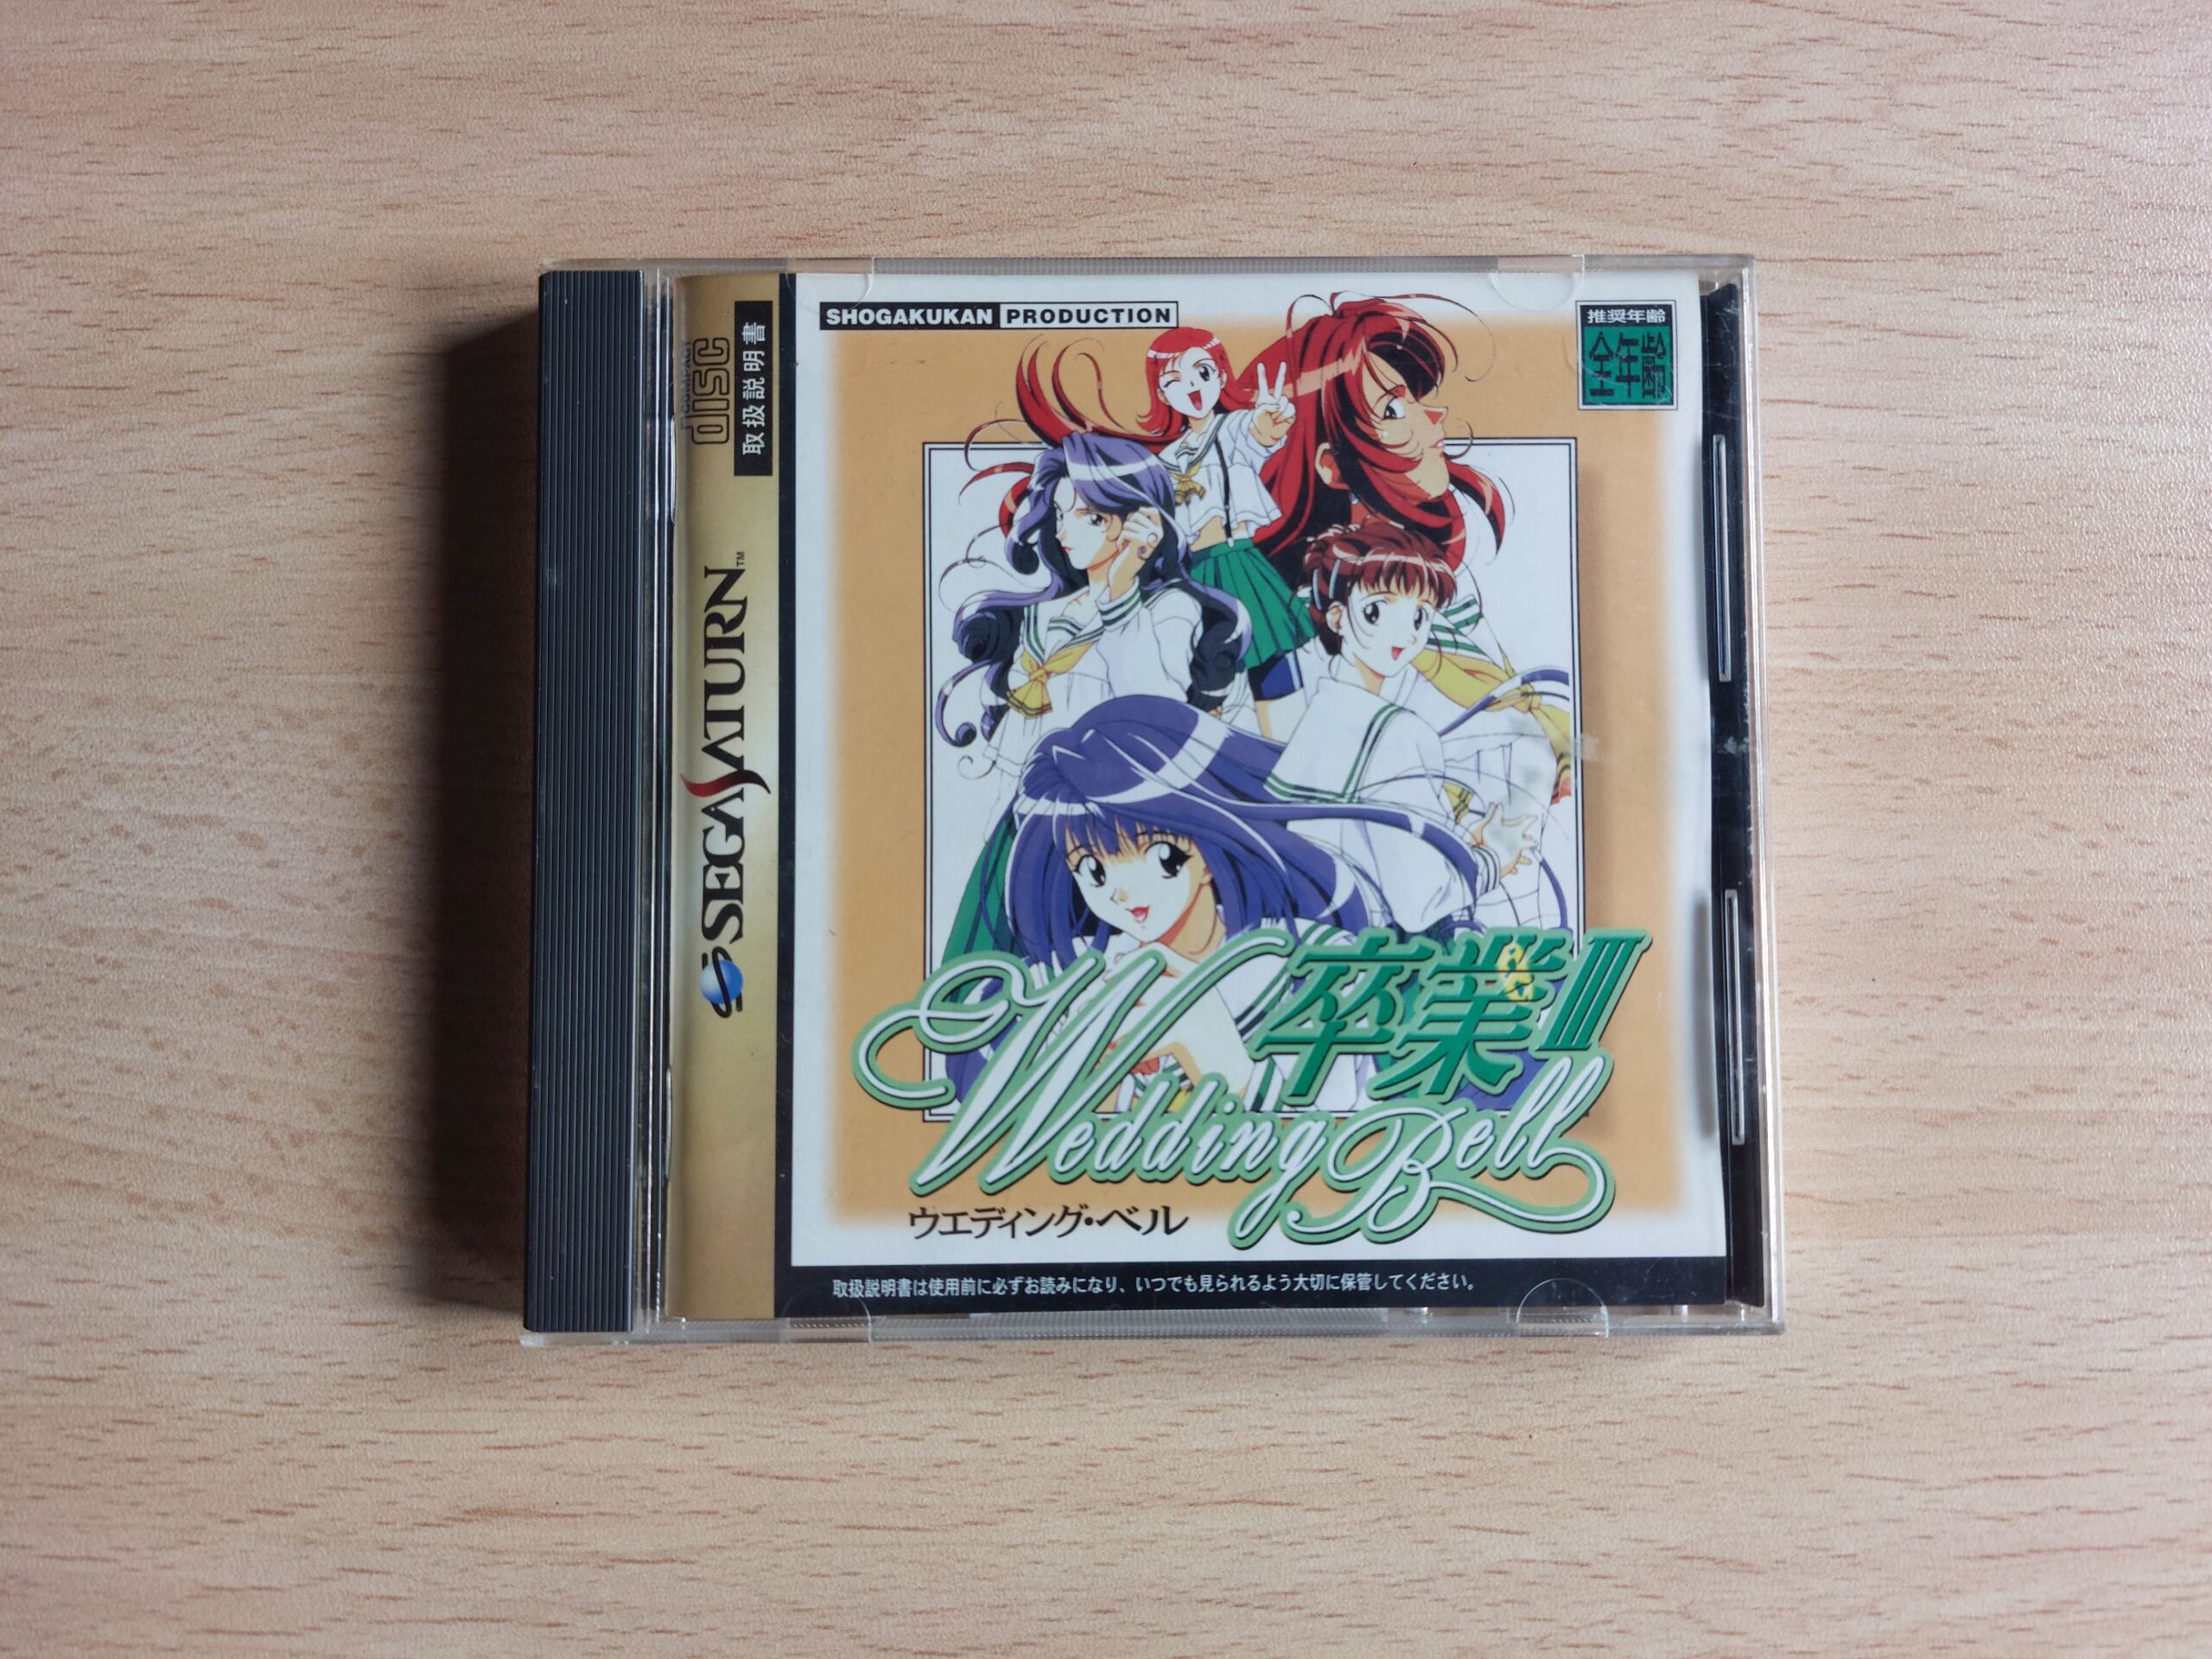 SHOGAKUKAN PRODUCTION
推奨年齢
全年齢
COMPACT
disc
取扱説明書
SEGA SATURN™
卒業III
Wedding Bell
ウエディング・ベル
取扱説明書は使用前に必ずお読みになり、いつでも見られるよう大切に保管してください。